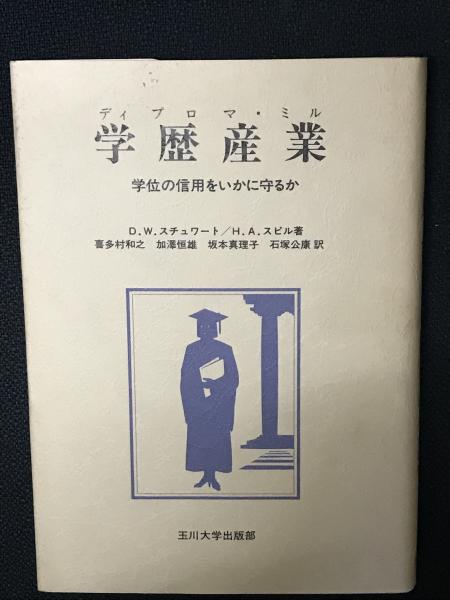 ディプロマ・ミル
学歴産業
学位の信用をいかに守るか
D.W.スチュワート/H.A.スピル著
喜多村和之 加澤恒雄 坂本真理子 石塚公康 訳
玉川大学出版部